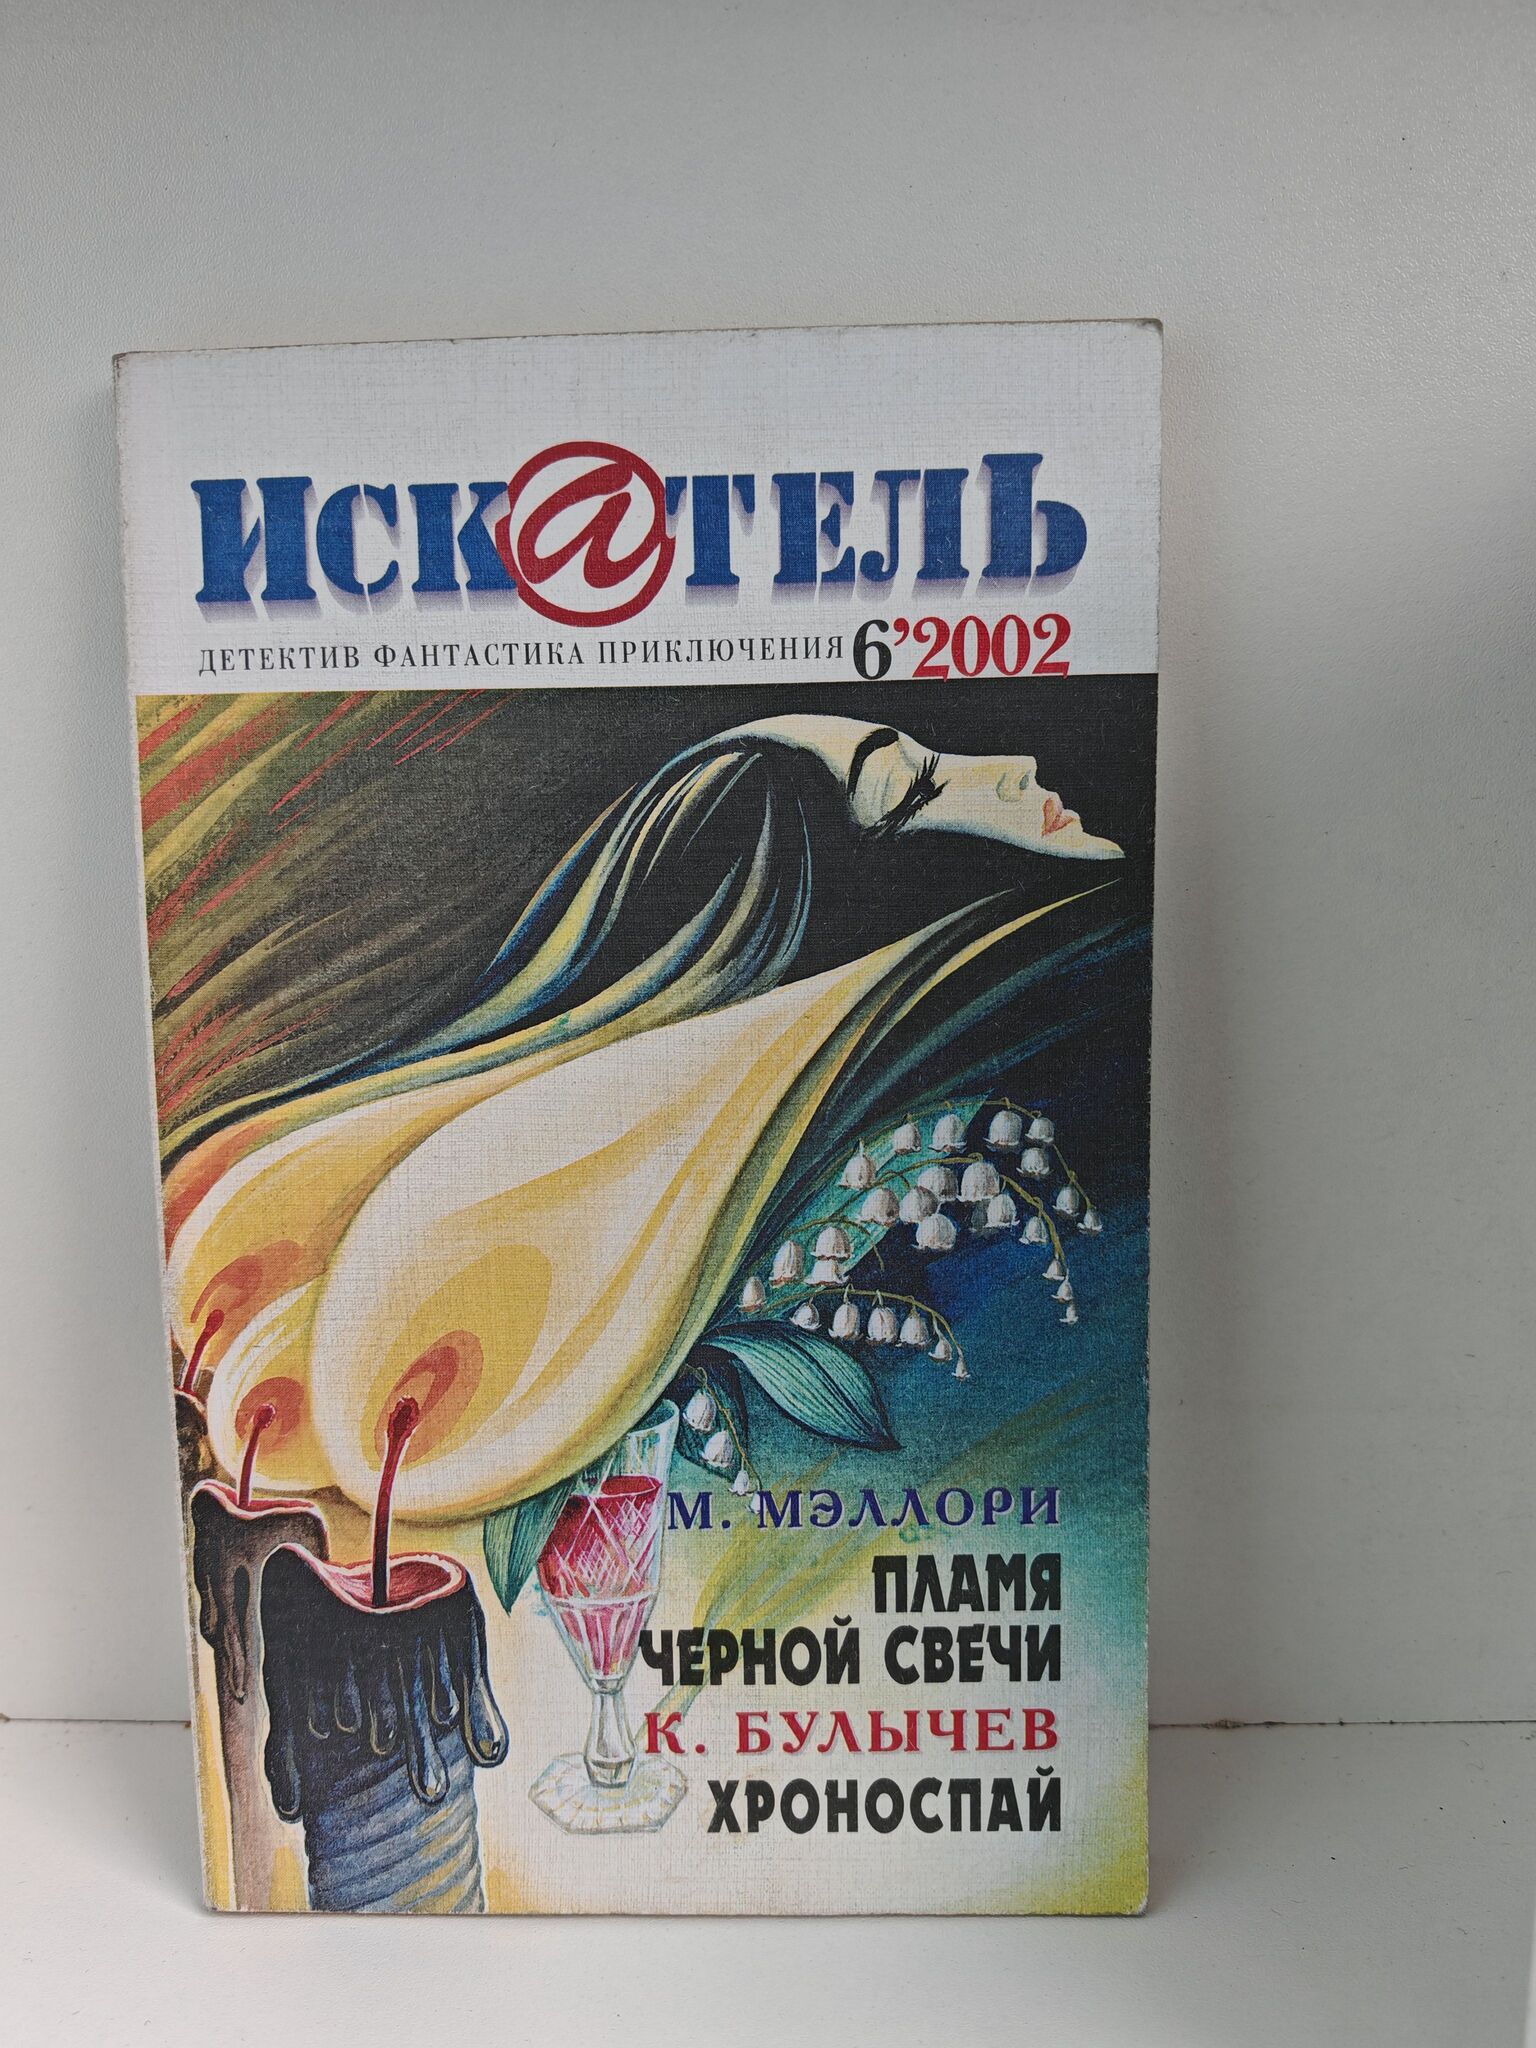 ИСК@ТЕЛЬ
ДЕТЕКТИВ ФАНТАСТИКА ПРИКЛЮЧЕНИЯ 6'2002
М. МЭЛЛОРИ
ПЛАМЯ
ЧЕРНОЙ СВЕЧИ
К. БУЛЫЧЕВ
ХРОНОСПАЙ